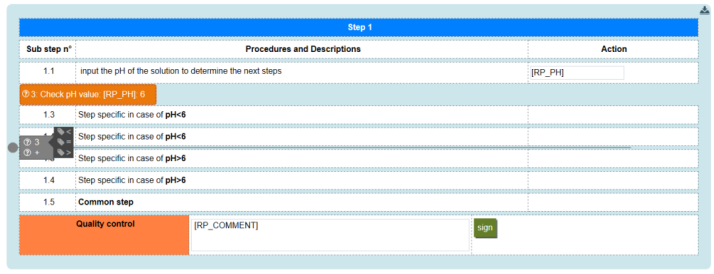 Step 1
Sub step n° Procedures and Descriptions Action
1.1 input the pH of the solution to determine the next steps [RP_PH]
3: Check pH value: [RP_PH]: 6
1.3 Step specific in case of pH<6
Step specific in case of pH<6
3 < = >
+
Step specific in case of pH>6
1.4 Step specific in case of pH>6
1.5 Common step
Quality control [RP_COMMENT] sign